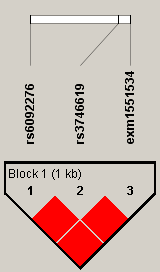 rs6092276
rs3746619
exm1551534
Block 1 (1 kb)
1 2 3